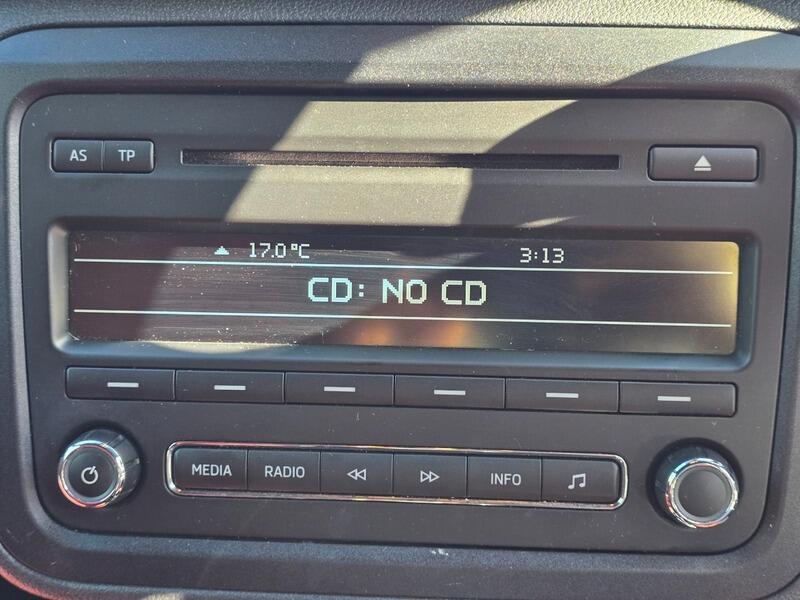 AS TP
17.0°C 3:13
CD: NO CD
MEDIA RADIO INFO